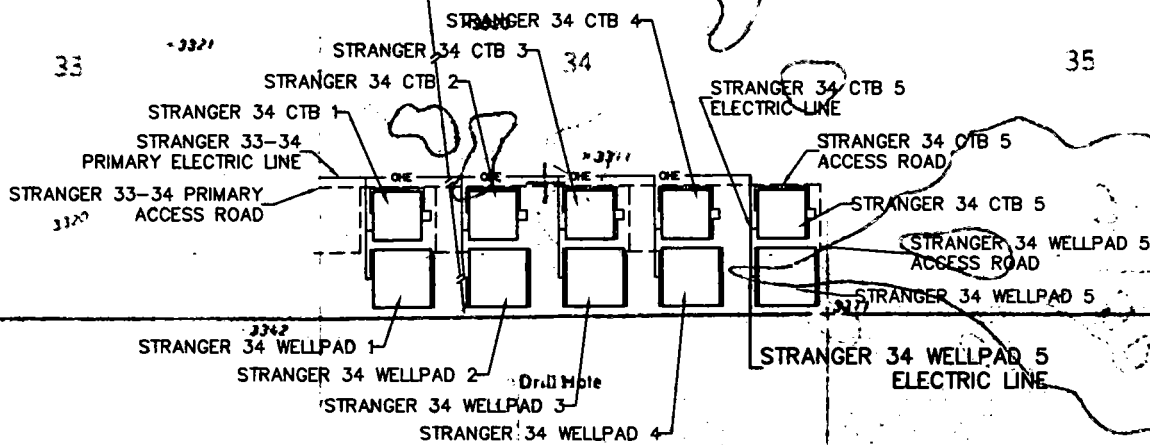 STRANGER 34 CTB 4
3321
STRANGER 34 CTB 3
33
34
35
STRANGER 34 CTB 2
STRANGER 34 CTB 5
ELECTRIC LINE
STRANGER 34 CTB 1
STRANGER 33-34
PRIMARY ELECTRIC LINE
STRANGER 34 CTB 5
ACCESS ROAD
OHE OHE OHE OHE
STRANGER 33-34 PRIMARY
ACCESS ROAD
STRANGER 34 CTB 5
3320
STRANGER 34 WELLPAD 5
ACCESS ROAD
STRANGER 34 WELLPAD 5
3342
STRANGER 34 WELLPAD 1
STRANGER 34 WELLPAD 5
ELECTRIC LINE
STRANGER 34 WELLPAD 2
Drill Hole
STRANGER 34 WELLPAD 3
STRANGER 34 WELLPAD 4